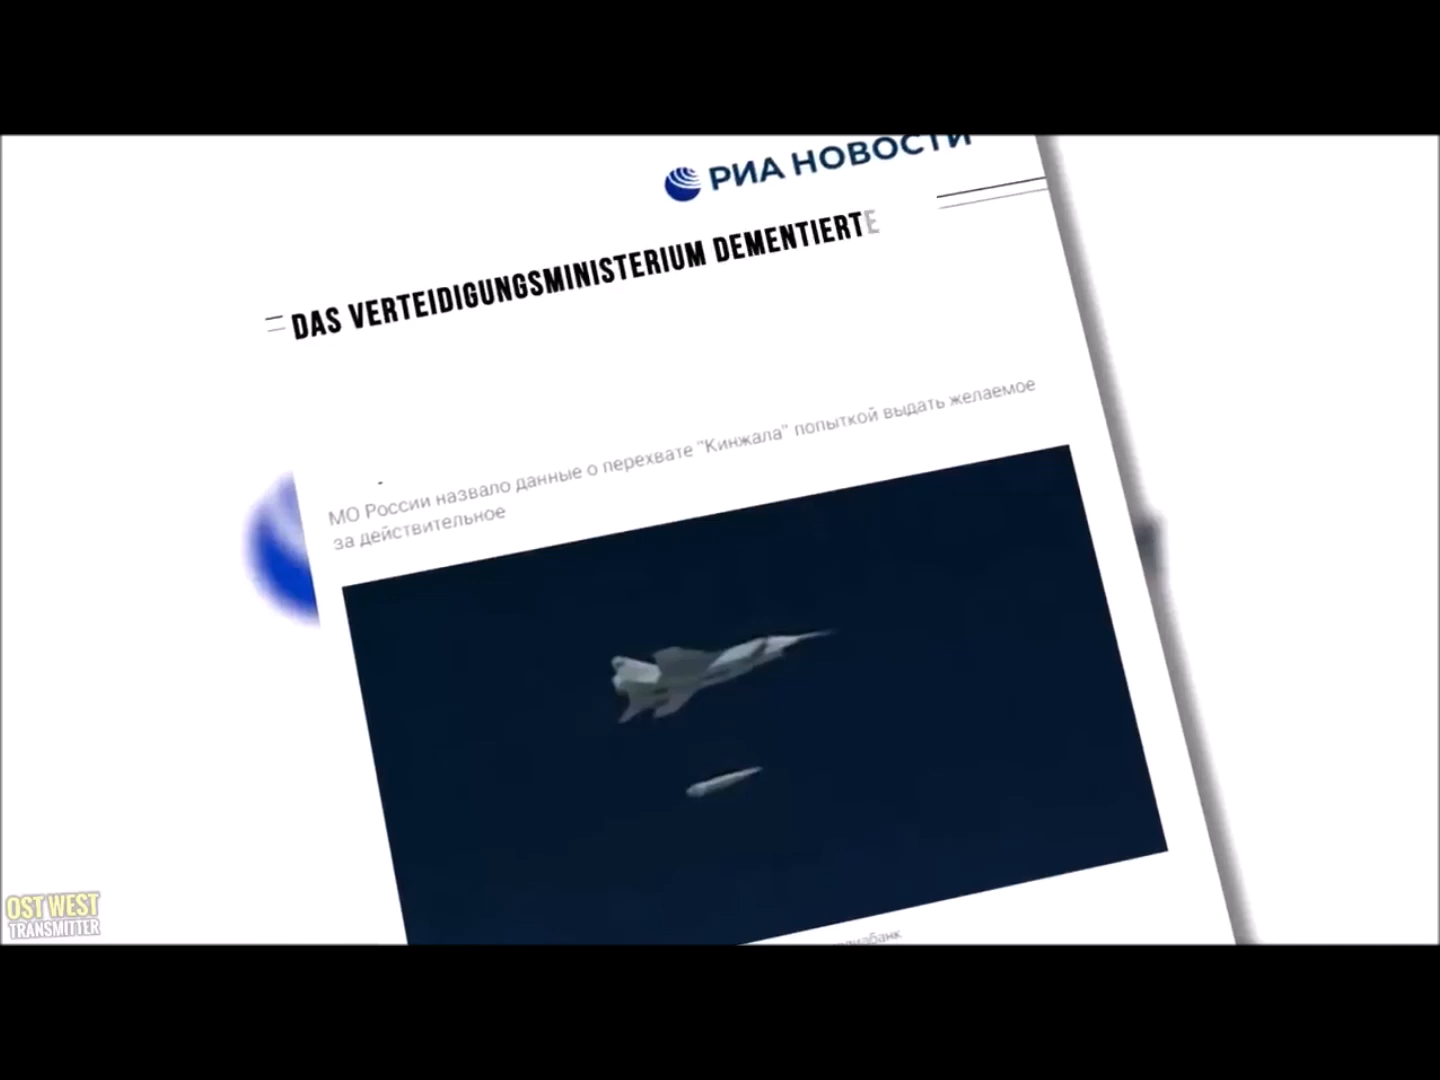 РИА НОВОСТИ
DAS VERTEIDIGUNGSMINISTERIUM DEMENTIERTE
МО России назвало данные о перехвате "Кинжала" попыткой выдать желаемое
за действительное
OST WEST
TRANSMITTER